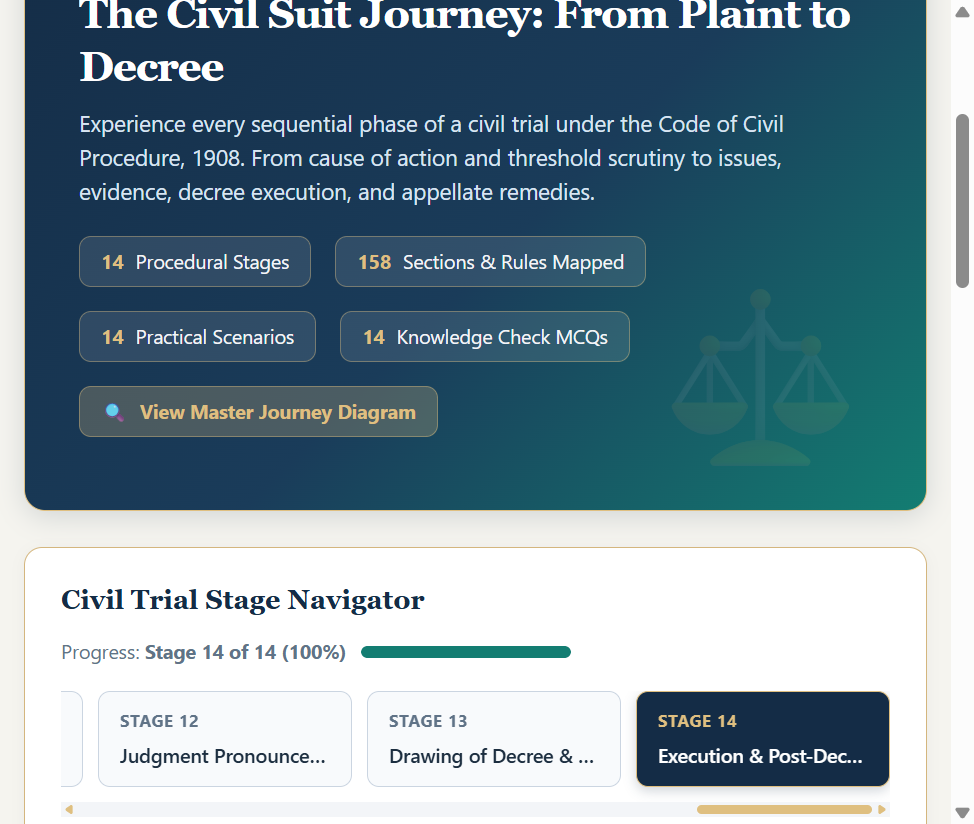 The Civil Suit Journey: From Plaint to
Decree
Experience every sequential phase of a civil trial under the Code of Civil
Procedure, 1908. From cause of action and threshold scrutiny to issues,
evidence, decree execution, and appellate remedies.
14 Procedural Stages
158 Sections & Rules Mapped
14 Practical Scenarios
14 Knowledge Check MCQs
View Master Journey Diagram
Civil Trial Stage Navigator
Progress: Stage 14 of 14 (100%)
STAGE 12
Judgment Pronounce...
STAGE 13
Drawing of Decree & ...
STAGE 14
Execution & Post-Dec...